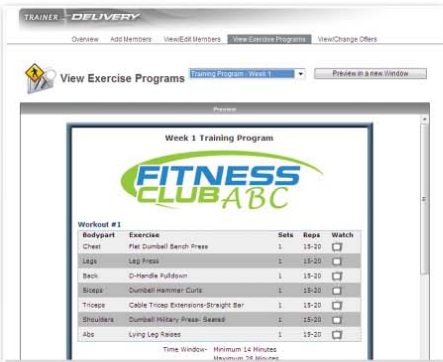 TRAINER DELIVERY
Overview Add Members View/Edit Members View Exercise Programs View/Change Offers
View Exercise Programs Training Program - Week 1 Preview in a new Window
Preview
Week 1 Training Program
FITNESS
CLUB ABC
Workout #1
Bodypart Exercise Sets Reps Watch
Chest Flat Dumbell Bench Press 1 15-20
Legs Leg Press 1 15-20
Back D-Handle Pulldown 1 15-20
Biceps Dumbell Hammer Curls 1 15-20
Triceps Cable Tricep Extensions-Straight Bar 1 15-20
Shoulders Dumbell Military Press- Seated 1 15-20
Abs Lying Leg Raises 1 15-20
Time Window- Minimum 14 Minutes
Maximum 28 Minutes